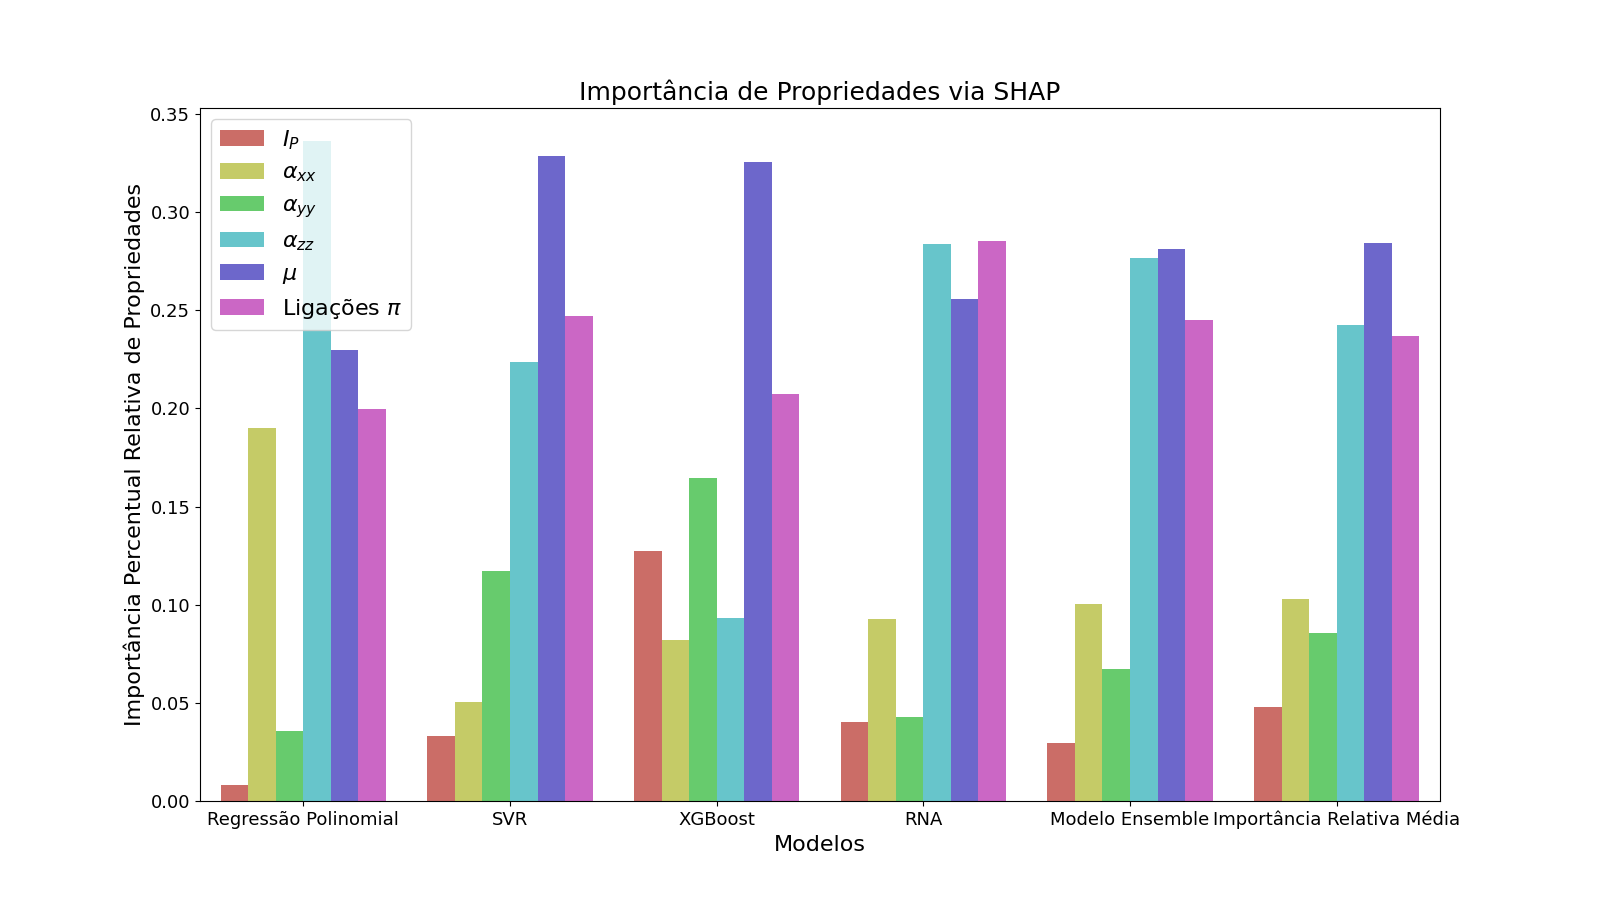 Importância de Propriedades via SHAP
Importância Percentual Relativa de Propriedades
0.35
0.30
0.25
0.20
0.15
0.10
0.05
0.00
I_P
α_xx
α_yy
α_zz
μ
Ligações π
Regressão Polinomial
SVR
XGBoost
RNA
Modelo Ensemble
Importância Relativa Média
Modelos